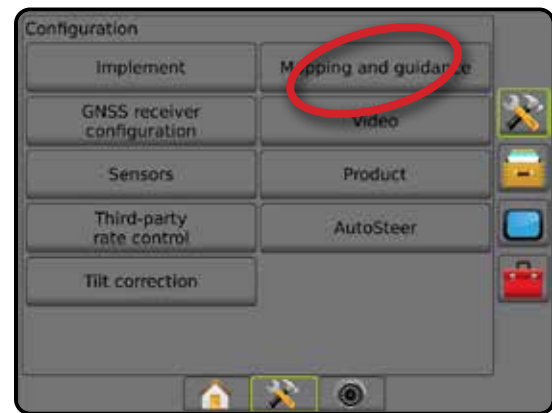 Configuration
Implement
Mapping and guidance
GNSS receiver
configuration
Video
Sensors
Product
Third-party
rate control
AutoSteer
Tilt correction